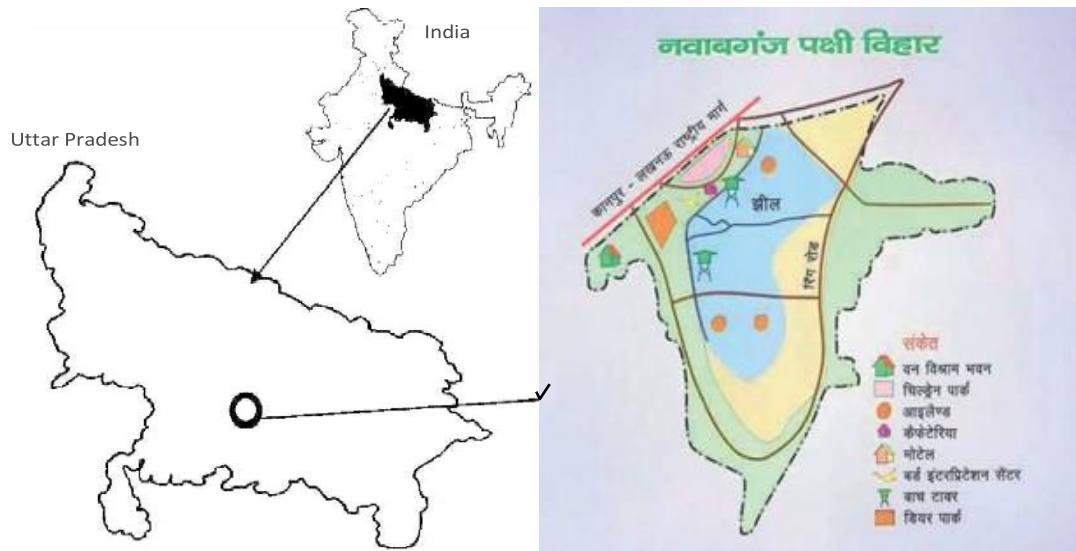 India
Uttar Pradesh
नवाबगंज पक्षी विहार
कानपुर - लखनऊ राष्ट्रीय मार्ग
झील
रिंग रोड
संकेत
वन विश्राम भवन
चिल्ड्रेन पार्क
आइलैण्ड
कैफेटेरिया
मोटेल
बर्ड इंटरप्रिटेशन सेंटर
वाच टावर
डियर पार्क